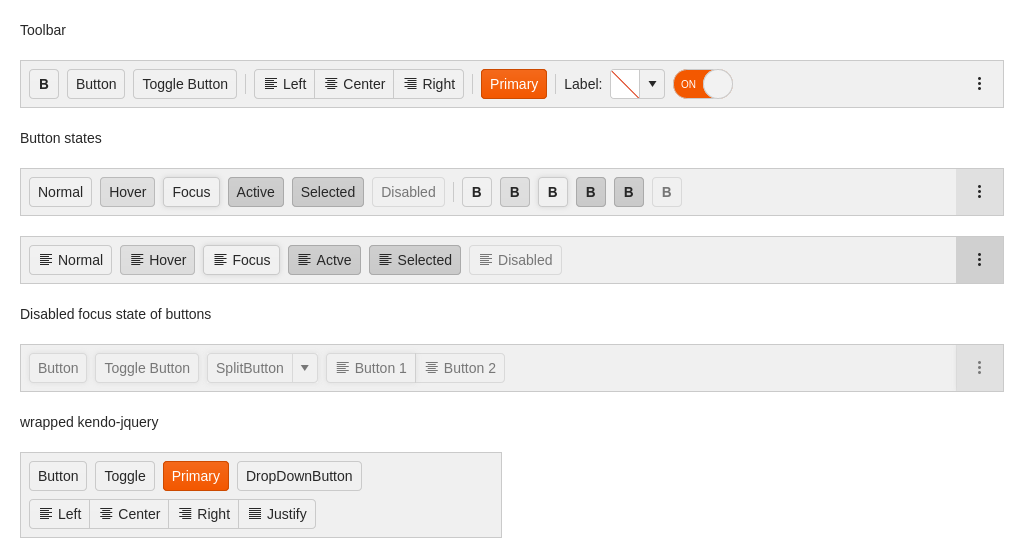 Toolbar
B Button Toggle Button Left Center Right Primary Label: ON
Button states
Normal Hover Focus Active Selected Disabled B B B B B B
Normal Hover Focus Actve Selected Disabled
Disabled focus state of buttons
Button Toggle Button SplitButton Button 1 Button 2
wrapped kendo-jquery
Button Toggle Primary DropDownButton
Left Center Right Justify